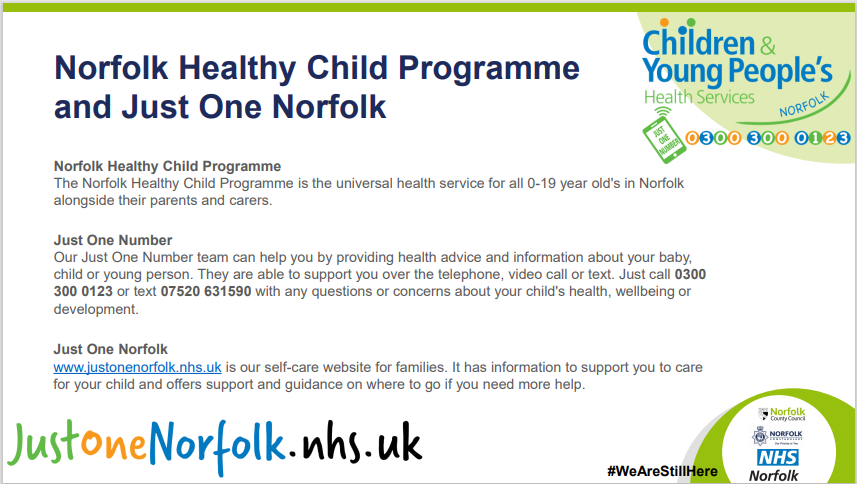 Norfolk Healthy Child Programme
and Just One Norfolk
Children &
Young People's
Health Services
NORFOLK
JUST
ONE
NUMBER
0300 300 0123
Norfolk Healthy Child Programme
The Norfolk Healthy Child Programme is the universal health service for all 0-19 year old's in Norfolk
alongside their parents and carers.
Just One Number
Our Just One Number team can help you by providing health advice and information about your baby,
child or young person. They are able to support you over the telephone, video call or text. Just call 0300
300 0123 or text 07520 631590 with any questions or concerns about your child's health, wellbeing or
development.
Just One Norfolk
www.justonenorfolk.nhs.uk is our self-care website for families. It has information to support you to care
for your child and offers support and guidance on where to go if you need more help.
JustoneNorfolk.nhs.uk
#WeAreStillHere
Norfolk
County Council
NORFOLK
CONSTABULARY
NHS
Norfolk